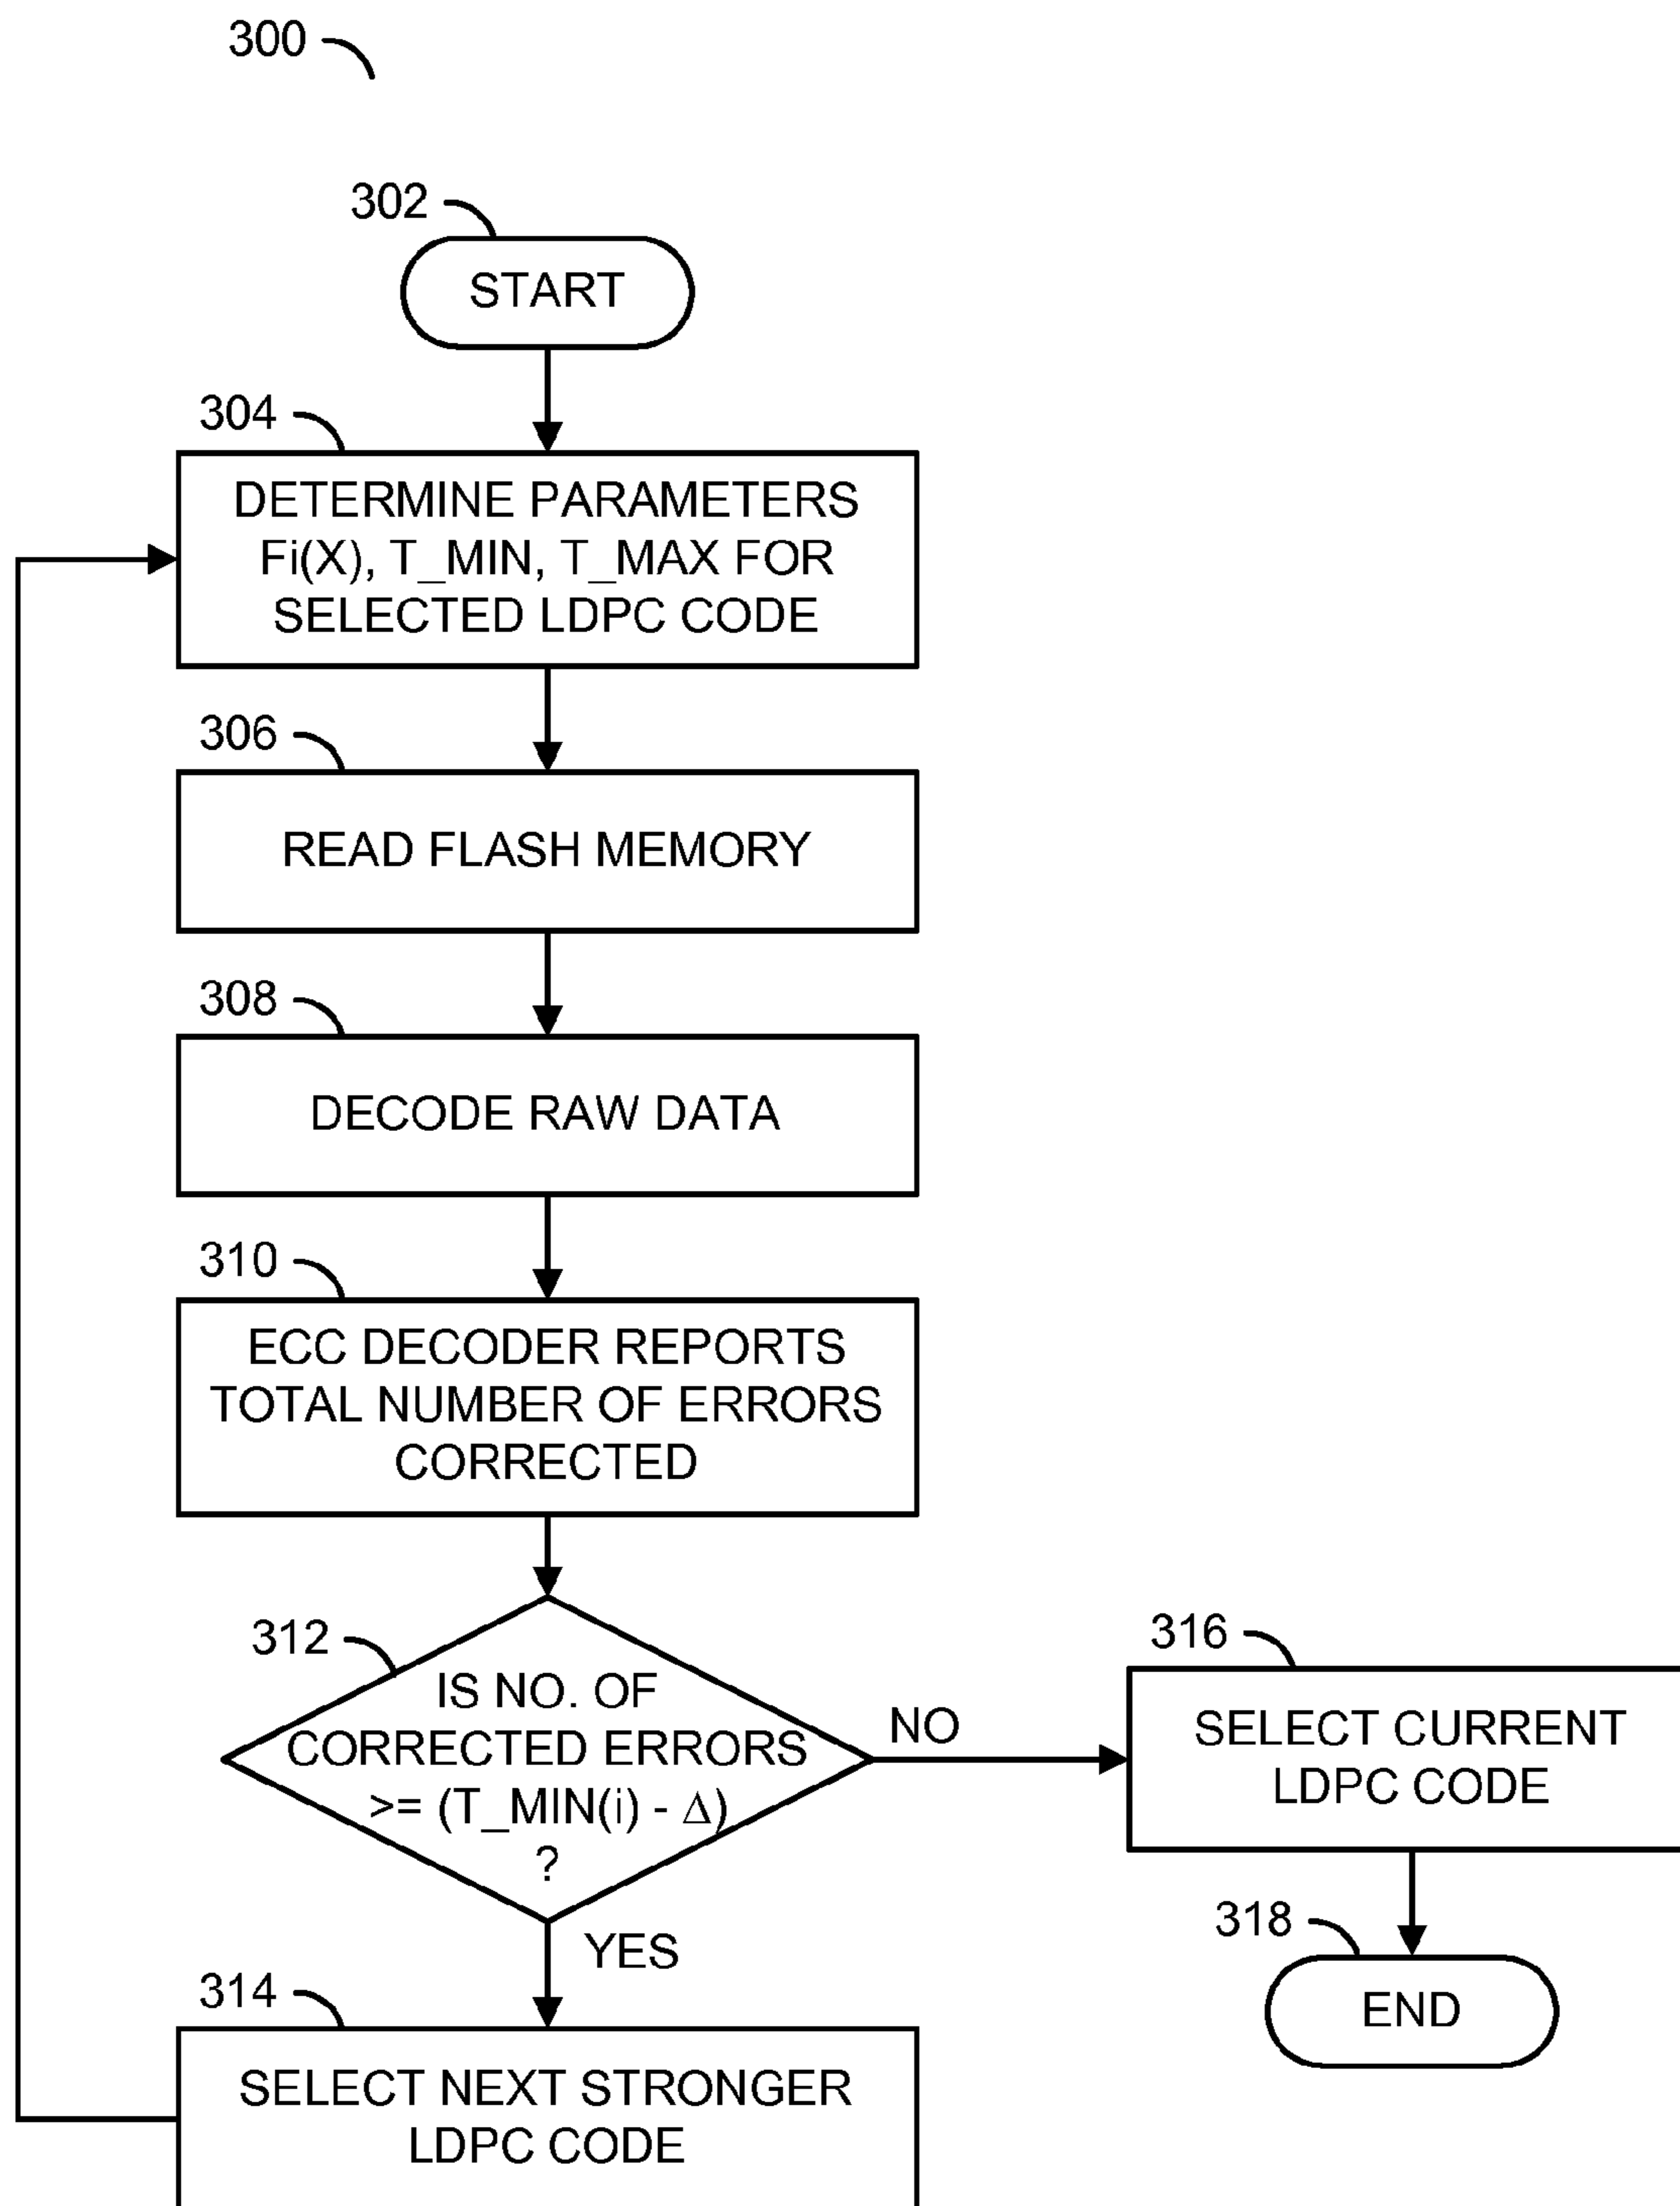 300
302
START
304
DETERMINE PARAMETERS
Fi(X), T_MIN, T_MAX FOR
SELECTED LDPC CODE
306
READ FLASH MEMORY
308
DECODE RAW DATA
310
ECC DECODER REPORTS
TOTAL NUMBER OF ERRORS
CORRECTED
312
IS NO. OF
CORRECTED ERRORS
>= (T_MIN(i) - Δ)
?
NO
316
SELECT CURRENT
LDPC CODE
318
END
YES
314
SELECT NEXT STRONGER
LDPC CODE